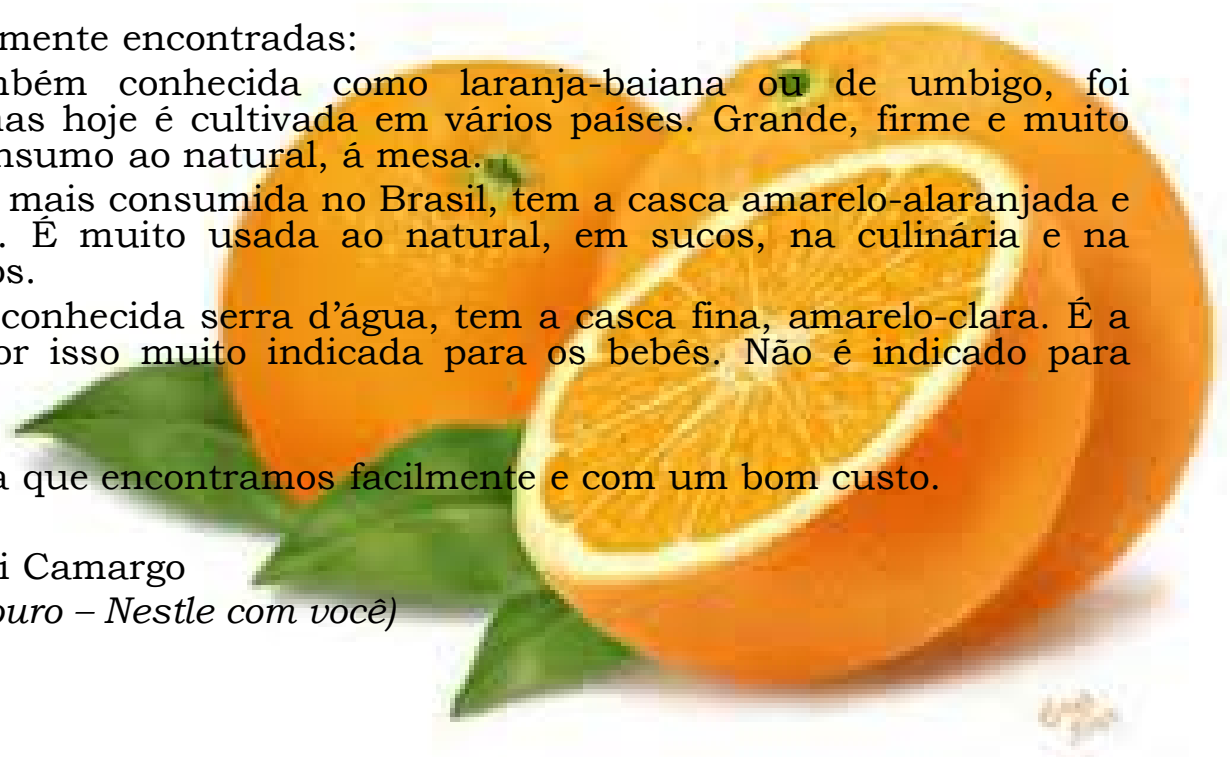 mente encontradas:
mbém conhecida como laranja-baiana ou de umbigo, foi
nas hoje é cultivada em vários países. Grande, firme e muito
nsumo ao natural, á mesa.
mais consumida no Brasil, tem a casca amarelo-alaranjada e
. É muito usada ao natural, em sucos, na culinária e na
os.
conhecida serra d’água, tem a casca fina, amarelo-clara. É a
or isso muito indicada para os bebês. Não é indicado para
a que encontramos facilmente e com um bom custo.
i Camargo
ouro – Nestle com você)